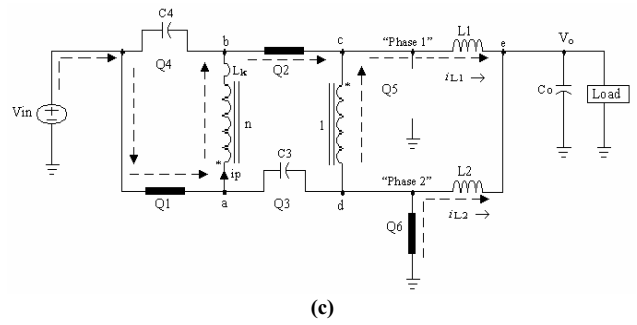 C4
L1
b
c
"Phase 1"
e
Vo
Q4
Lk
Q2
iL1 →
Q5
Co
Load
Vin
*
n
1
C3
L2
*
ip
"Phase 2"
Q1
a
Q3
d
iL2 →
Q6
(c)